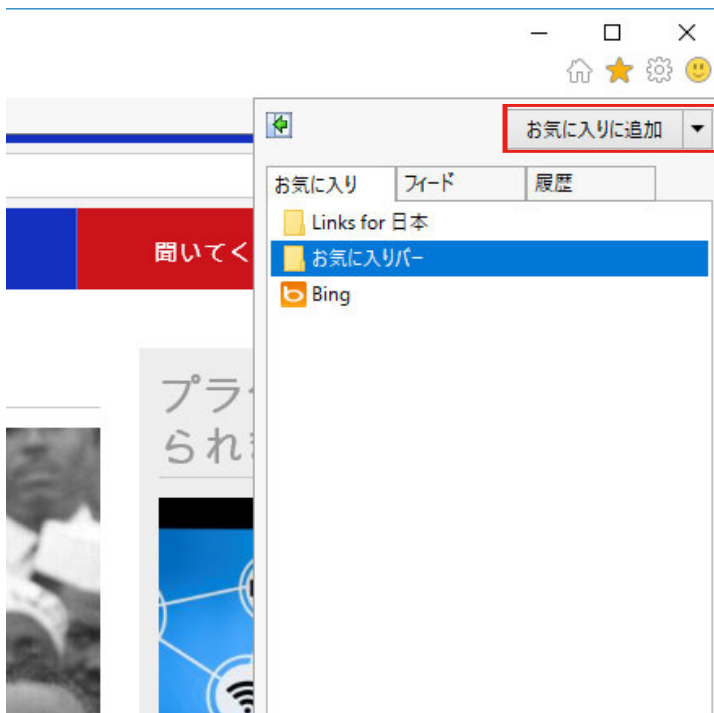 お気に入りに追加
お気に入り フィード 履歴
Links for 日本
お気に入りバー
Bing
聞いてく
プラ
られ